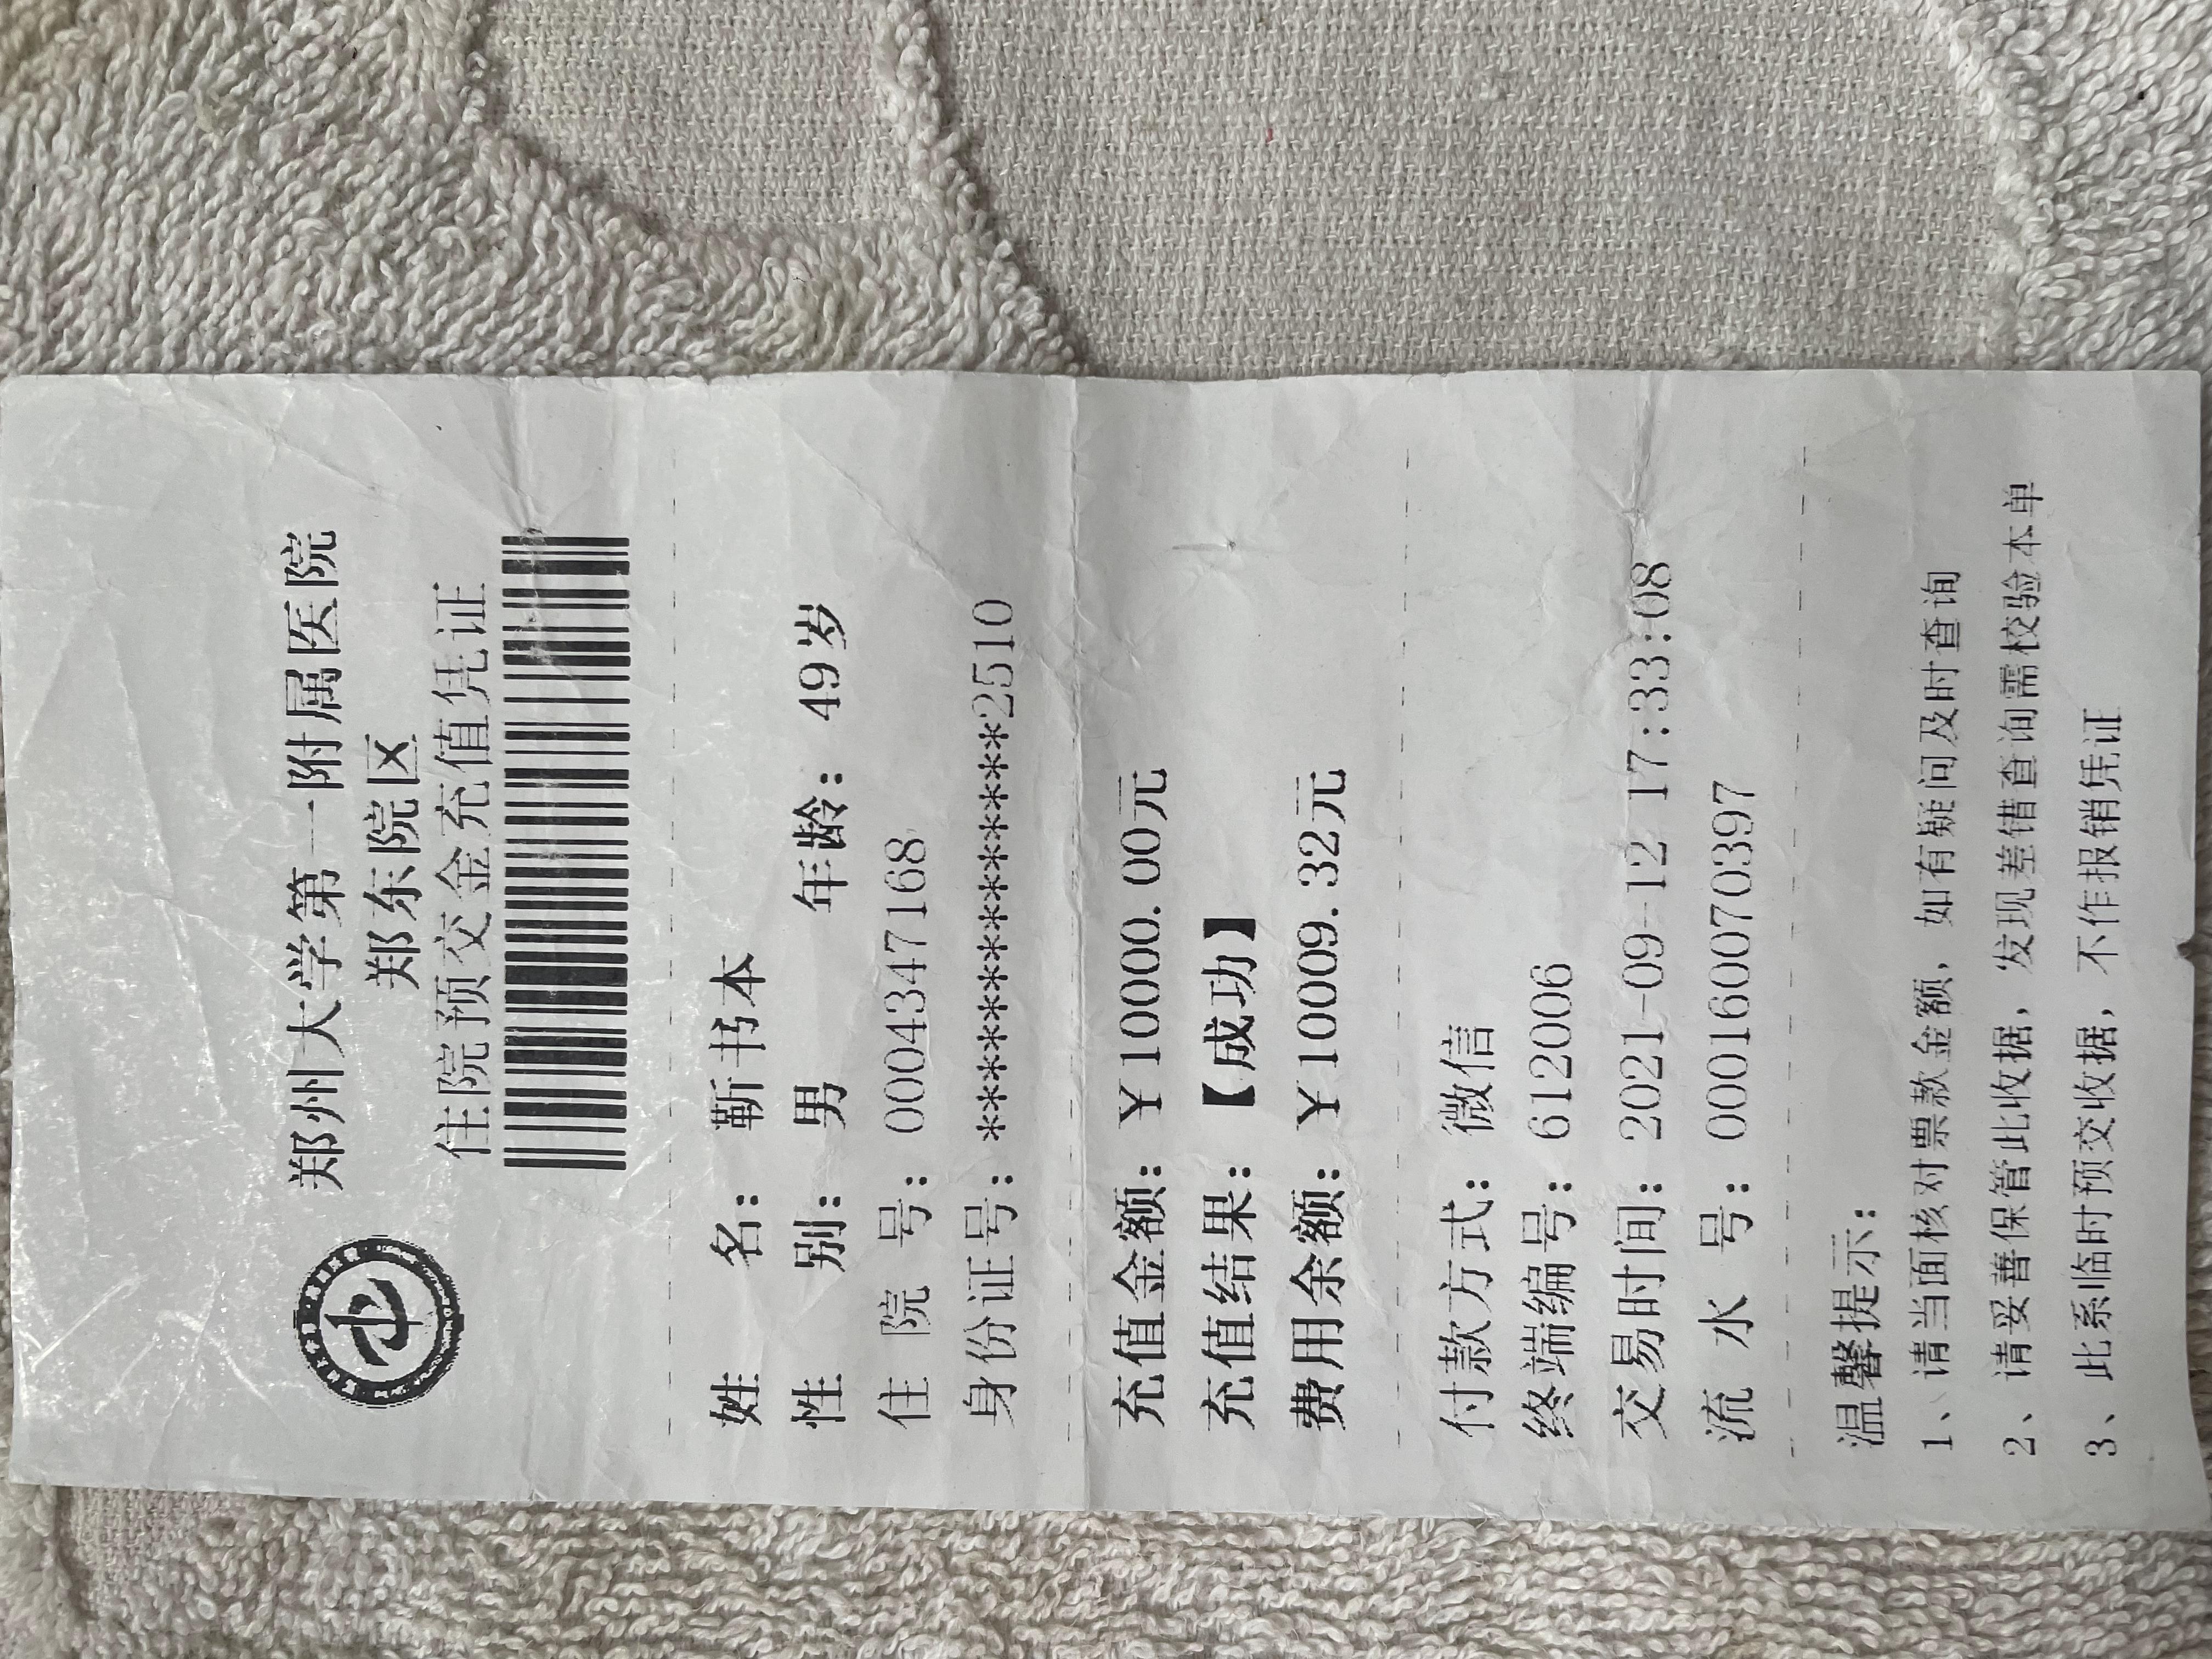 郑州大学第一附属医院
郑东院区
住院预交金充值凭证
姓 名: 靳书本
性 别: 男 年龄: 49岁
住 院 号: 0004347168
身份证号: **************2510
充值金额: ￥10000.00元
充值结果: 【成功】
费用余额: ￥10009.32元
付款方式: 微信
终端编号: 612006
交易时间: 2021-09-12 17:33:08
流 水 号: 000160070397
温馨提示:
1、请当面核对票款金额, 如有疑问及时查询
2、请妥善保管此收据, 发现差错查询需校验本单
3、此系临时预交收据, 不作报销凭证